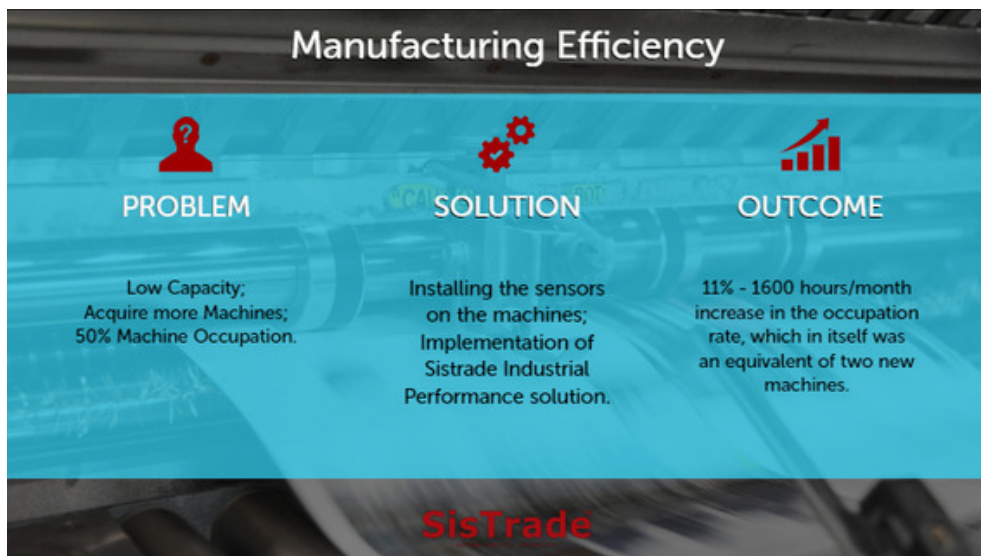 Manufacturing Efficiency
?
PROBLEM
SOLUTION
OUTCOME
Low Capacity;
Acquire more Machines;
50% Machine Occupation.
Installing the sensors
on the machines;
Implementation of
Sistrade Industrial
Performance solution.
11% - 1600 hours/month
increase in the occupation
rate, which in itself was
an equivalent of two new
machines.
SisTrade